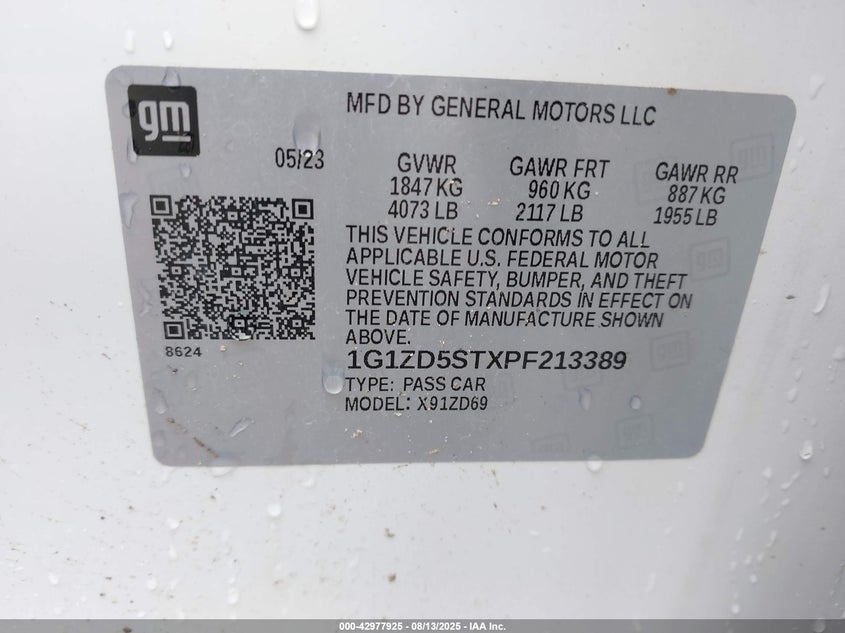 gm
MFD BY GENERAL MOTORS LLC
05/23
GVWR GAWR FRT GAWR RR
1847 KG 960 KG 887 KG
4073 LB 2117 LB 1955 LB
THIS VEHICLE CONFORMS TO ALL
APPLICABLE U.S. FEDERAL MOTOR
VEHICLE SAFETY, BUMPER, AND THEFT
PREVENTION STANDARDS IN EFFECT ON
THE DATE OF MANUFACTURE SHOWN
ABOVE.
8624
1G1ZD5STXPF213389
TYPE: PASS CAR
MODEL: X91ZD69
000-42977925 - 08/13/2025 - IAA Inc.